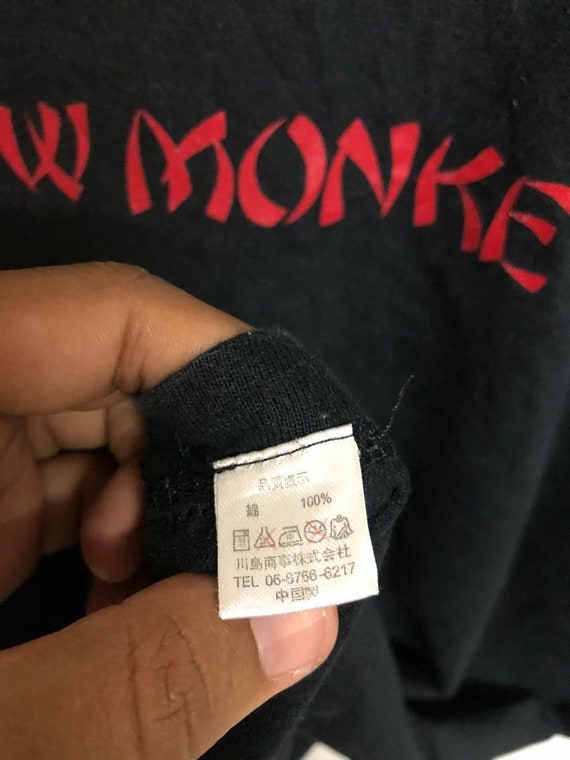 W MONKE
品質表示
綿 100%
川島商事株式会社
TEL 06-6766-6217
中国製